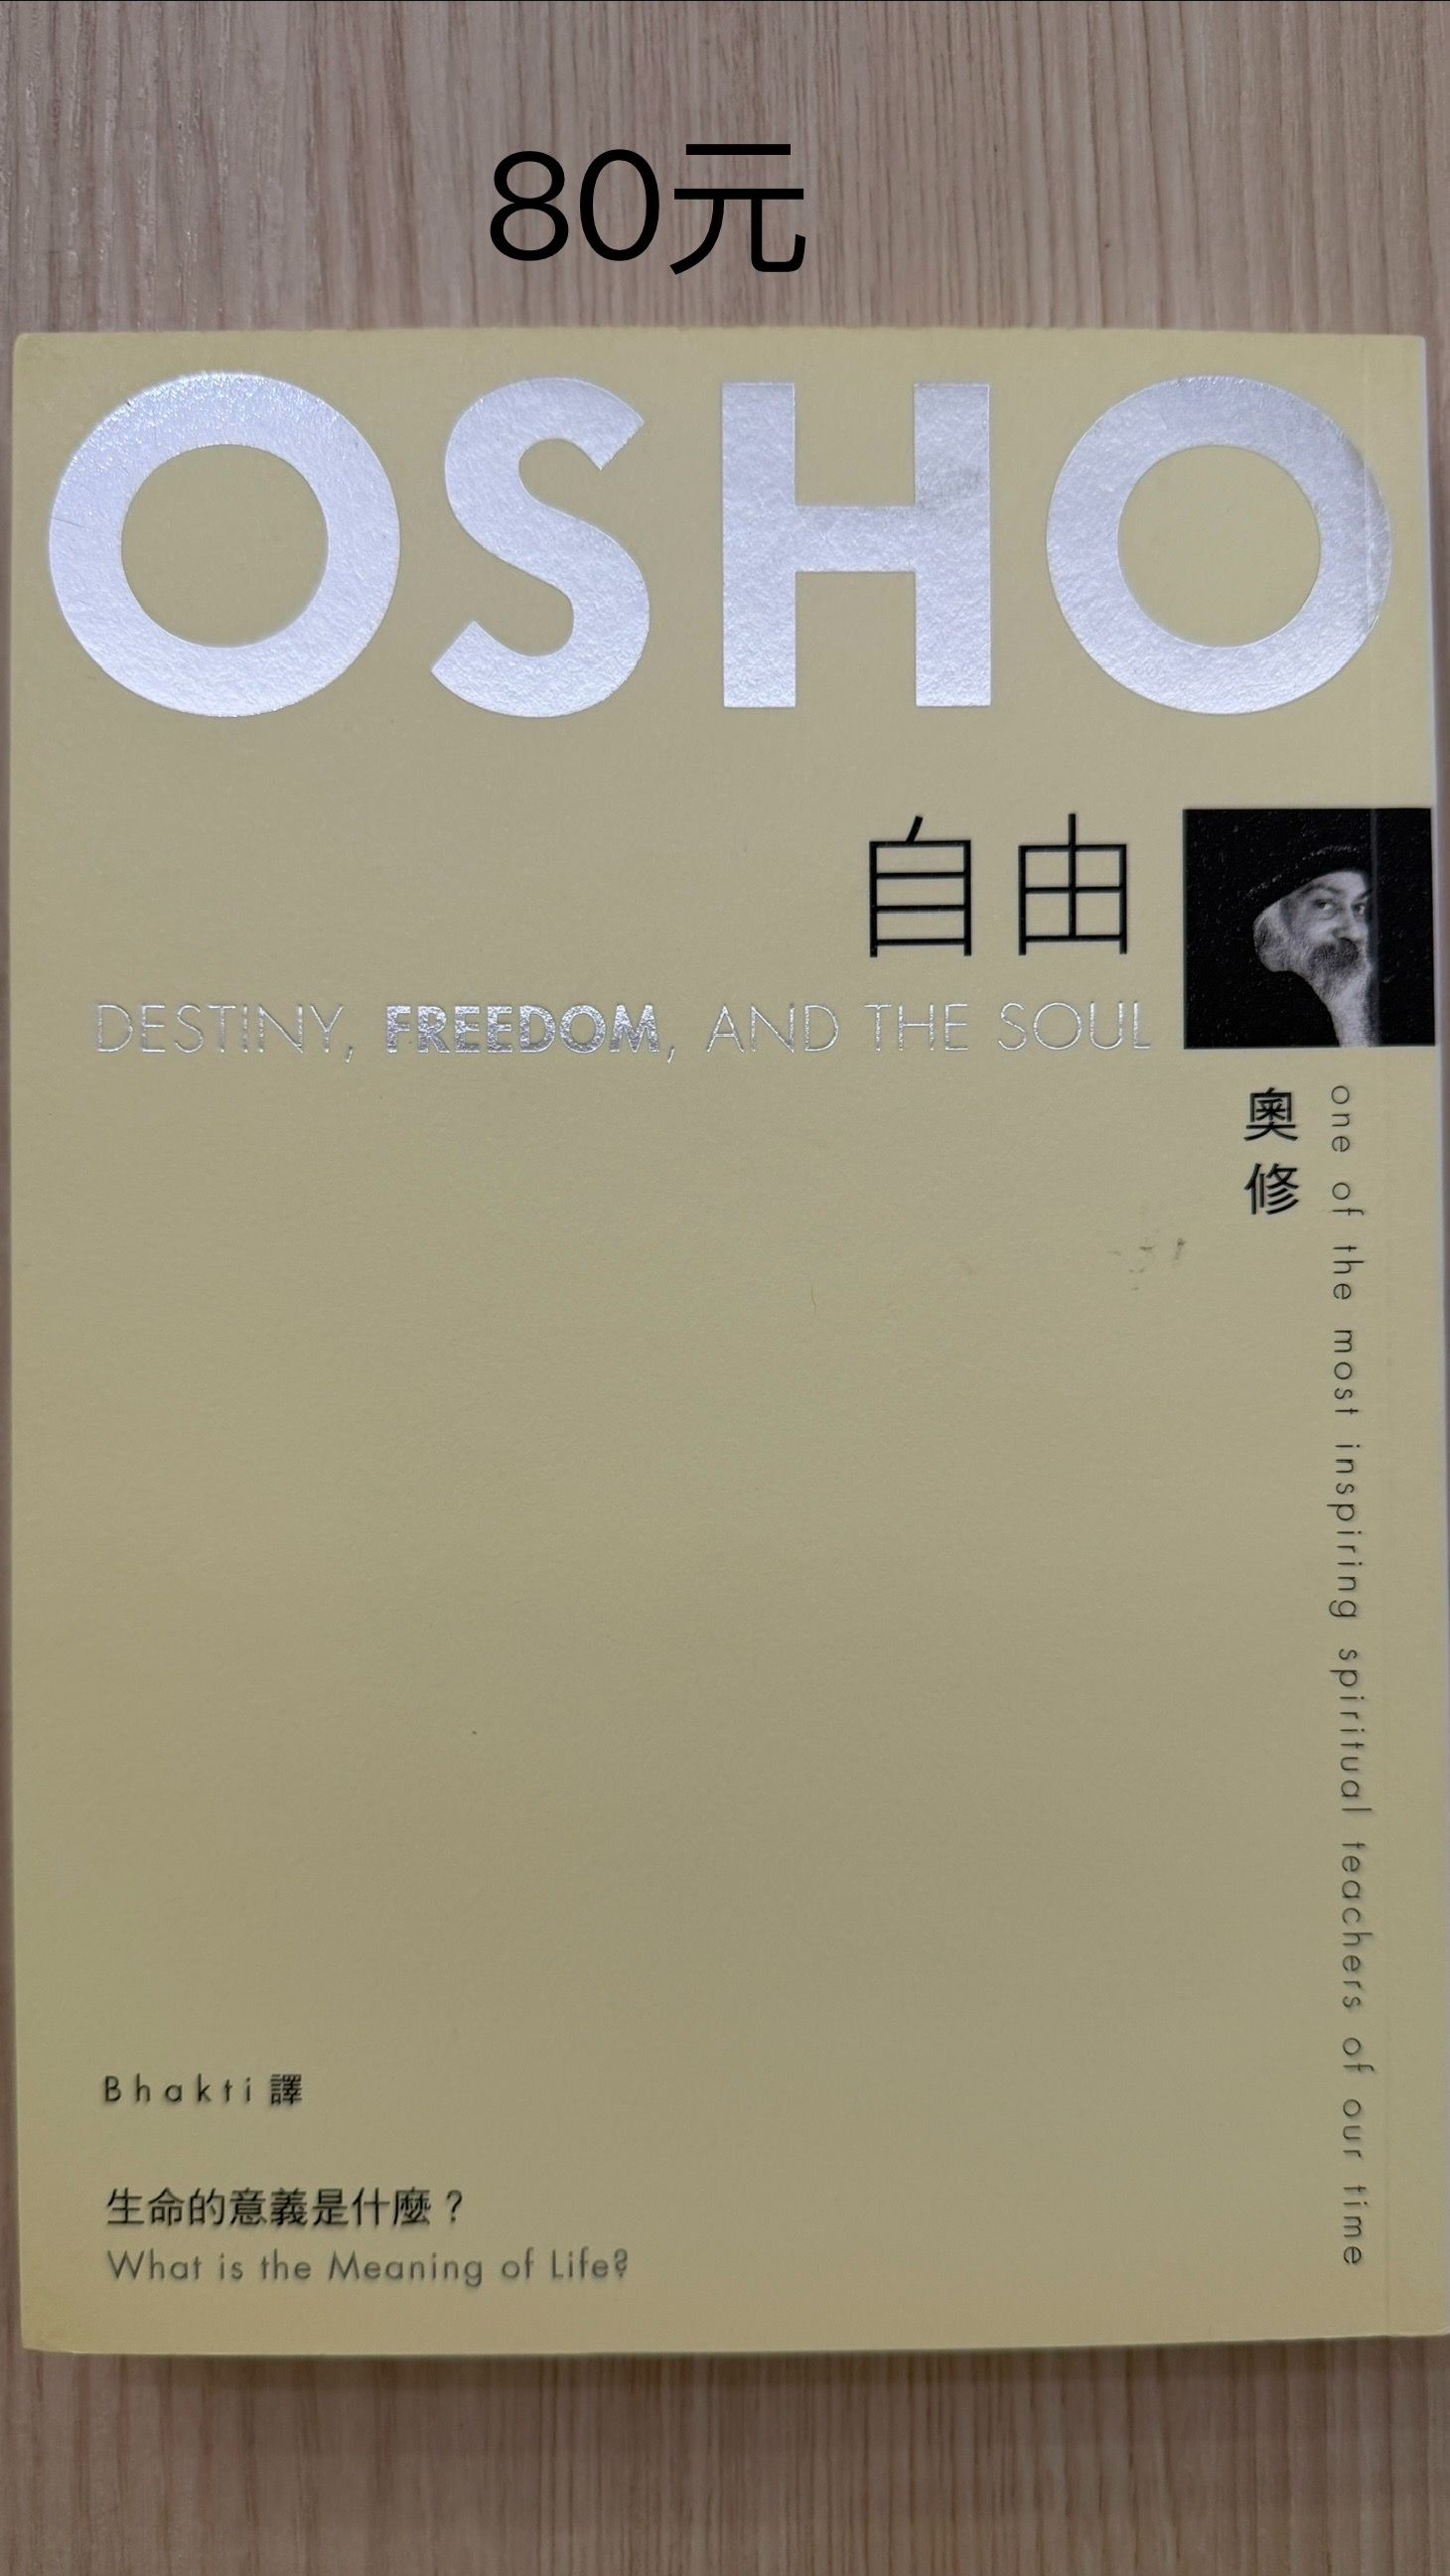 80元
OSHO
自由
DESTINY, FREEDOM, AND THE SOUL
奧修
one of the most inspiring spiritual teachers of our time
Bhakti 譯
生命的意義是什麼？
What is the Meaning of Life?